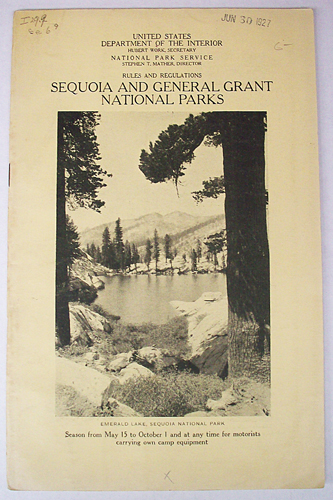 JUN 30 1927
UNITED STATES
DEPARTMENT OF THE INTERIOR
HUBERT WORK, SECRETARY
NATIONAL PARK SERVICE
STEPHEN T. MATHER, DIRECTOR
RULES AND REGULATIONS
SEQUOIA AND GENERAL GRANT
NATIONAL PARKS
EMERALD LAKE, SEQUOIA NATIONAL PARK
Season from May 15 to October 1 and at any time for motorists
carrying own camp equipment